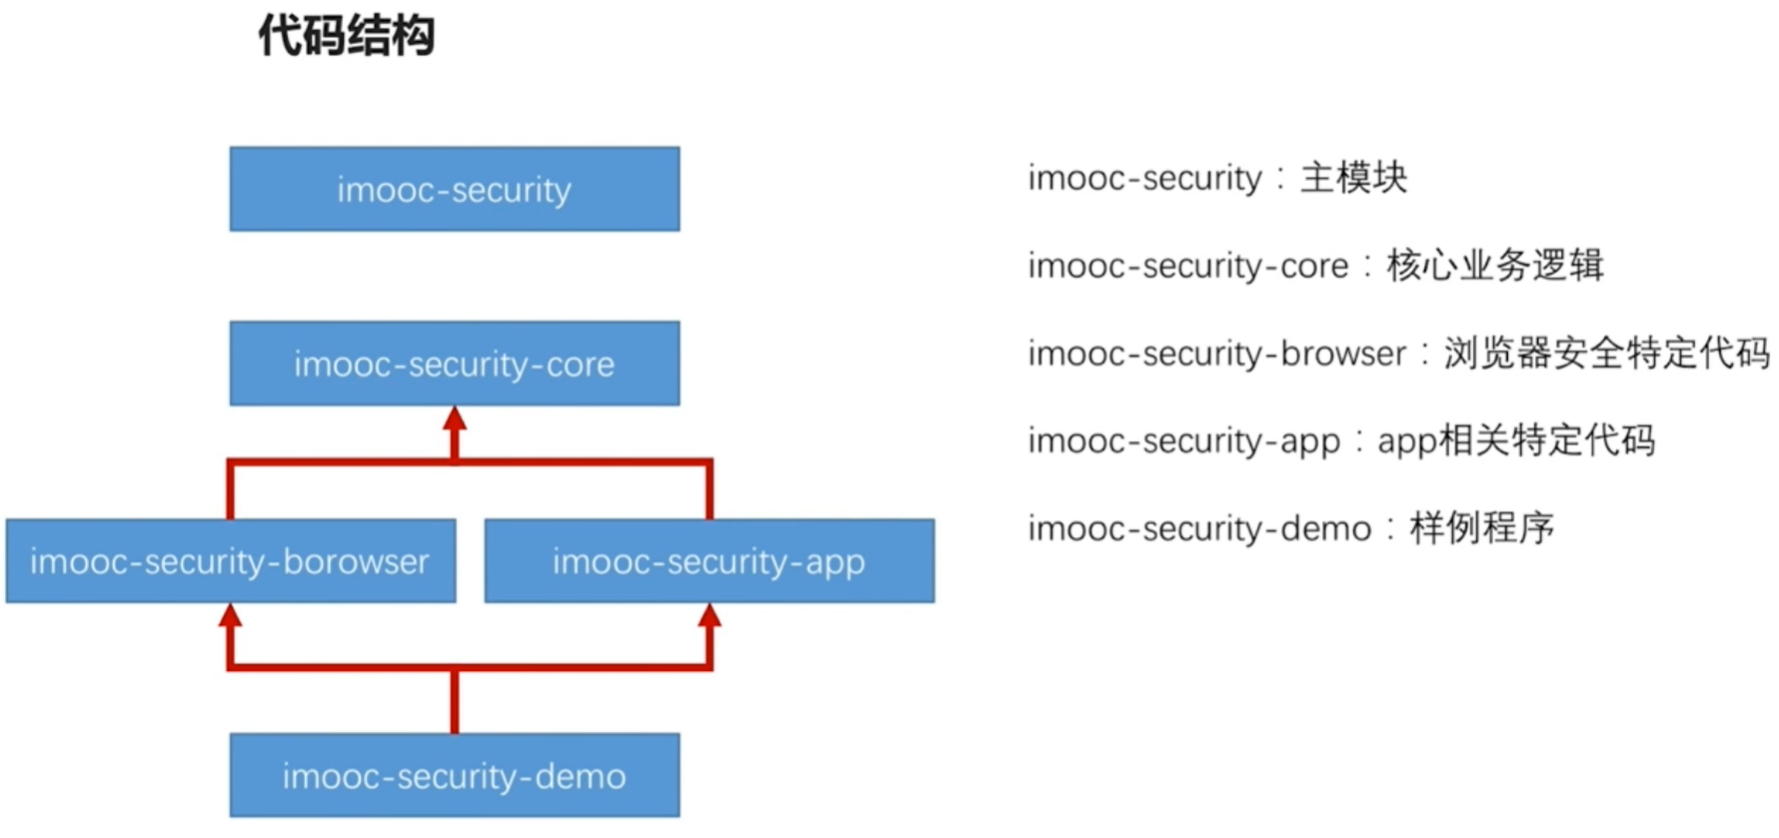 代码结构
imooc-security
imooc-security-core
imooc-security-borowser
imooc-security-app
imooc-security-demo
imooc-security：主模块
imooc-security-core：核心业务逻辑
imooc-security-browser：浏览器安全特定代码
imooc-security-app：app相关特定代码
imooc-security-demo：样例程序